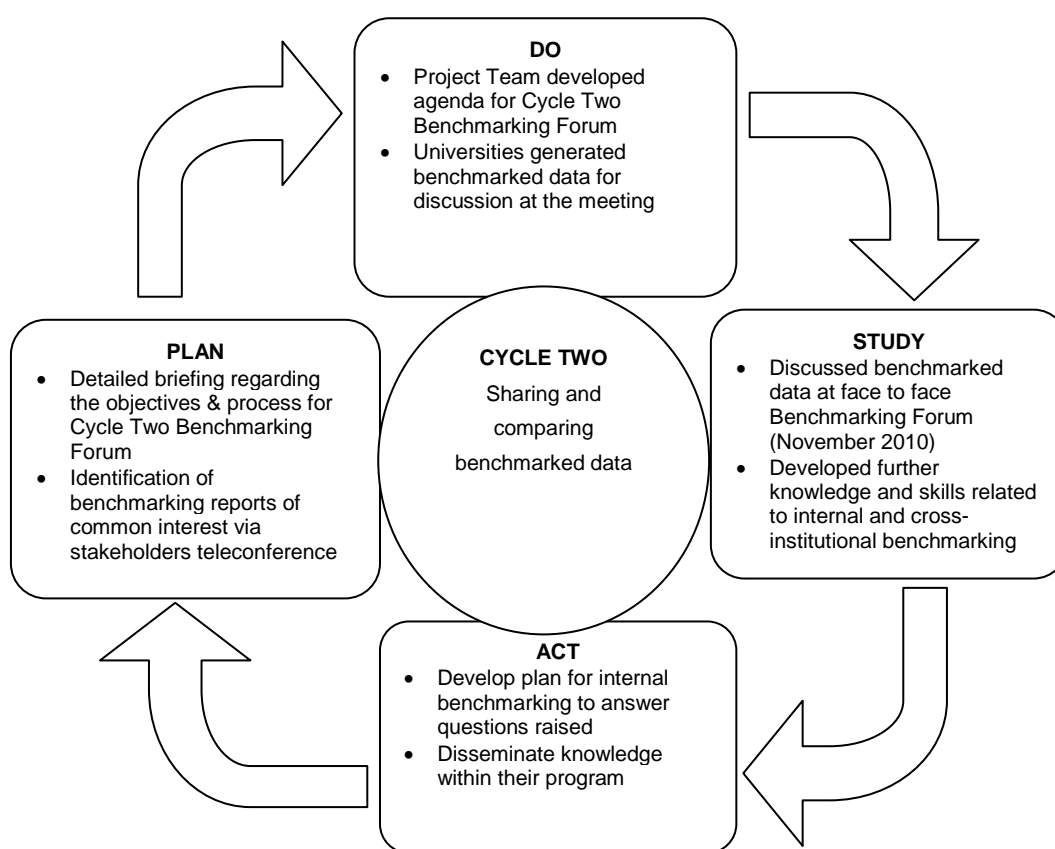 DO
• Project Team developed
agenda for Cycle Two
Benchmarking Forum
• Universities generated
benchmarked data for
discussion at the meeting
PLAN
• Detailed briefing regarding
the objectives & process for
Cycle Two Benchmarking
Forum
• Identification of
benchmarking reports of
common interest via
stakeholders teleconference
CYCLE TWO
Sharing and
comparing
benchmarked data
STUDY
• Discussed benchmarked
data at face to face
Benchmarking Forum
(November 2010)
• Developed further
knowledge and skills related
to internal and cross-
institutional benchmarking
ACT
• Develop plan for internal
benchmarking to answer
questions raised
• Disseminate knowledge
within their program